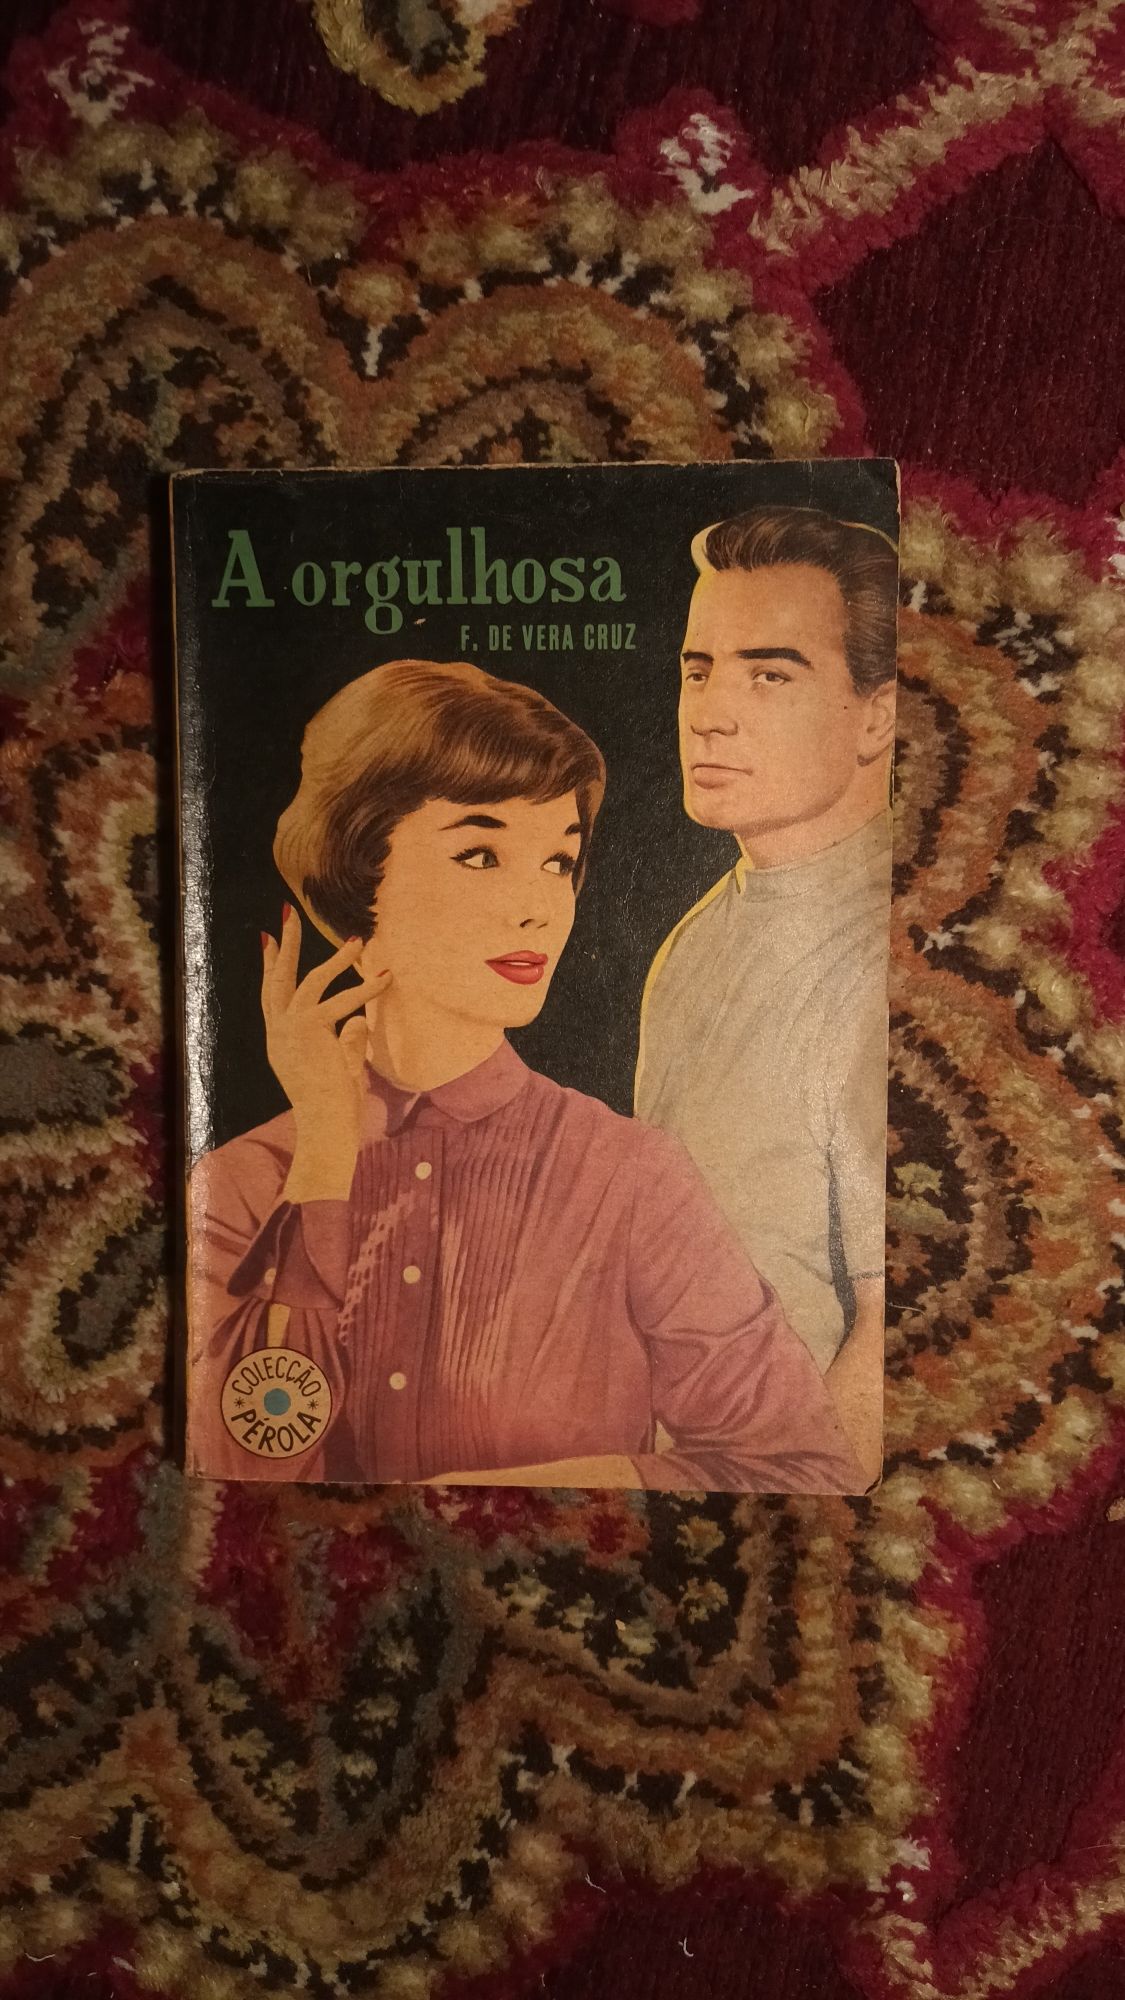 A orgulhosa
F. DE VERA CRUZ
COLECÇÃO
PÉROLA